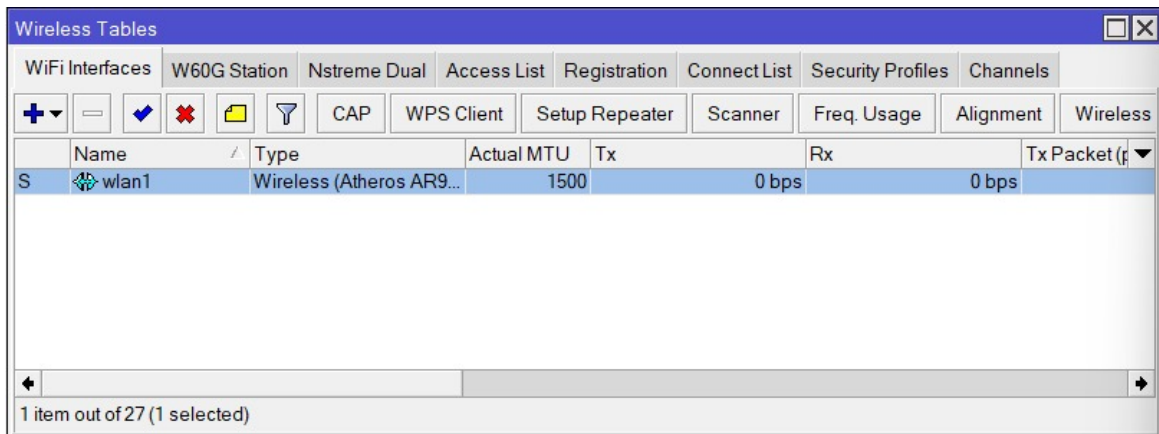 Wireless Tables
WiFi Interfaces W60G Station Nstreme Dual Access List Registration Connect List Security Profiles Channels
CAP WPS Client Setup Repeater Scanner Freq. Usage Alignment Wireless
Name Type Actual MTU Tx Rx Tx Packet (p
S wlan1 Wireless (Atheros AR9... 1500 0 bps 0 bps
1 item out of 27 (1 selected)